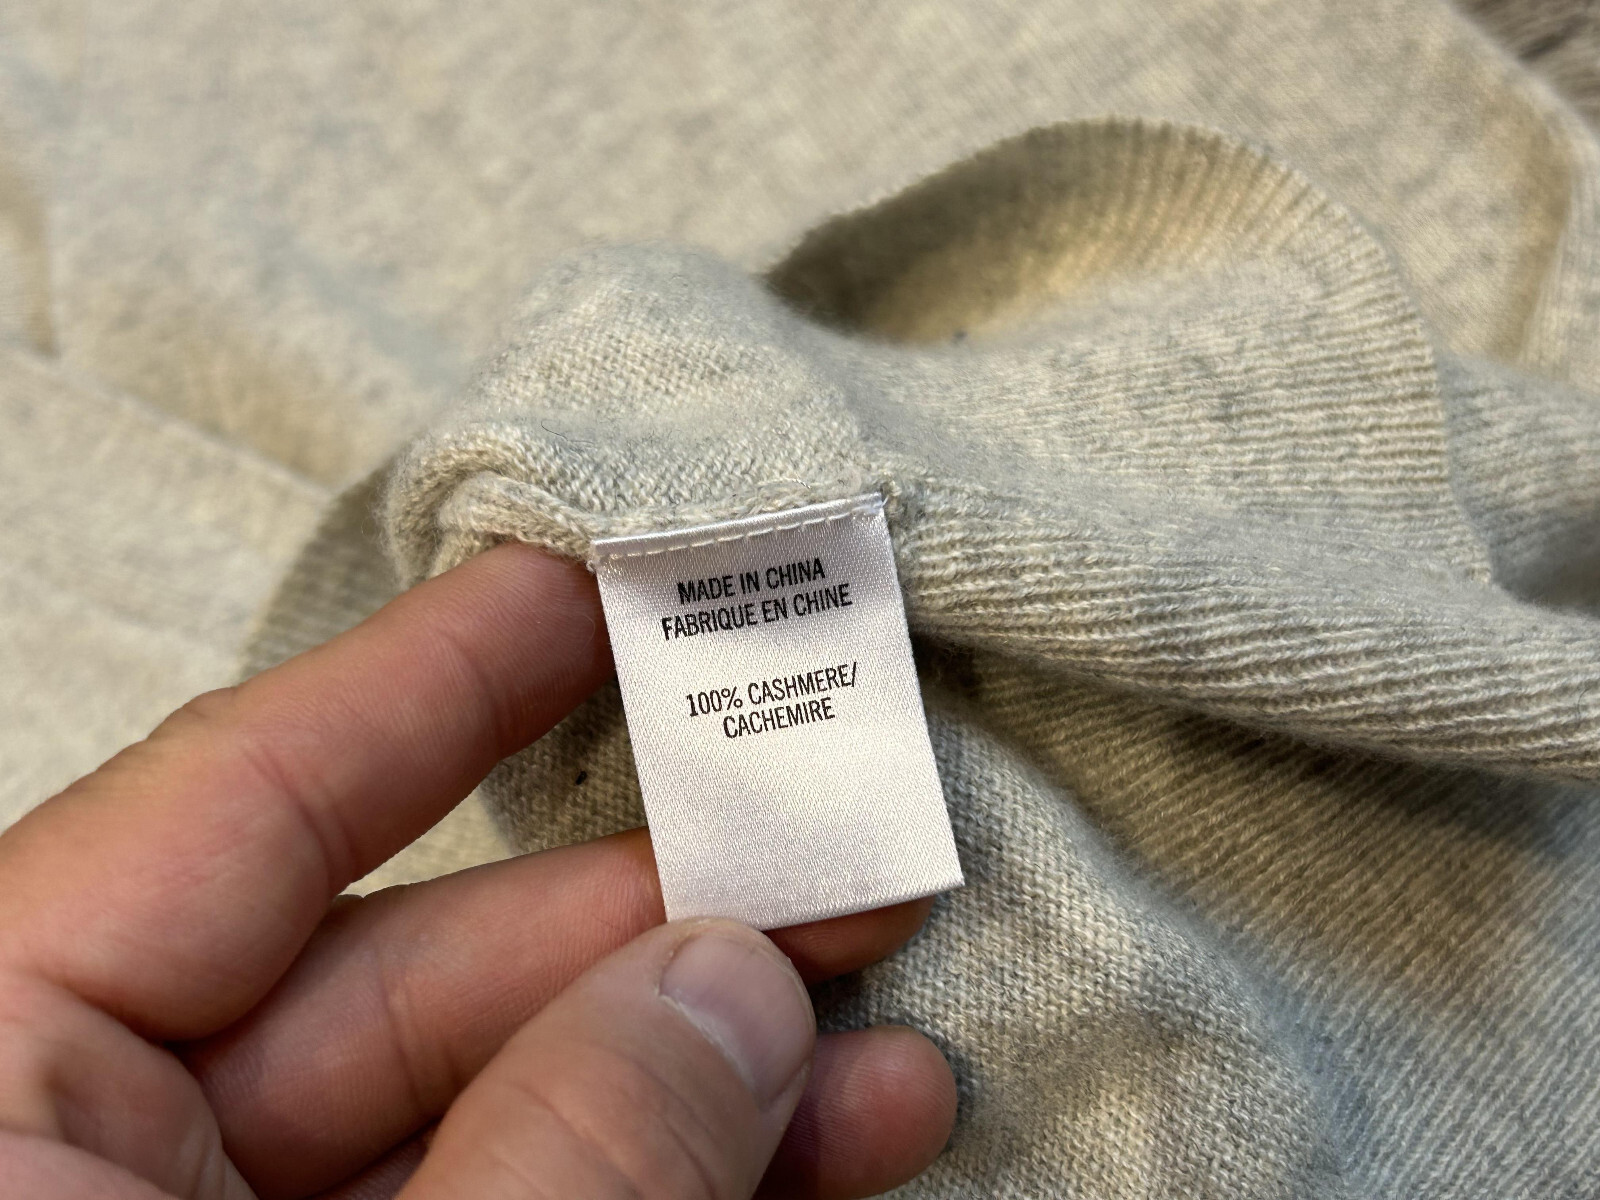 MADE IN CHINA
FABRIQUE EN CHINE
100% CASHMERE/
CACHEMIRE